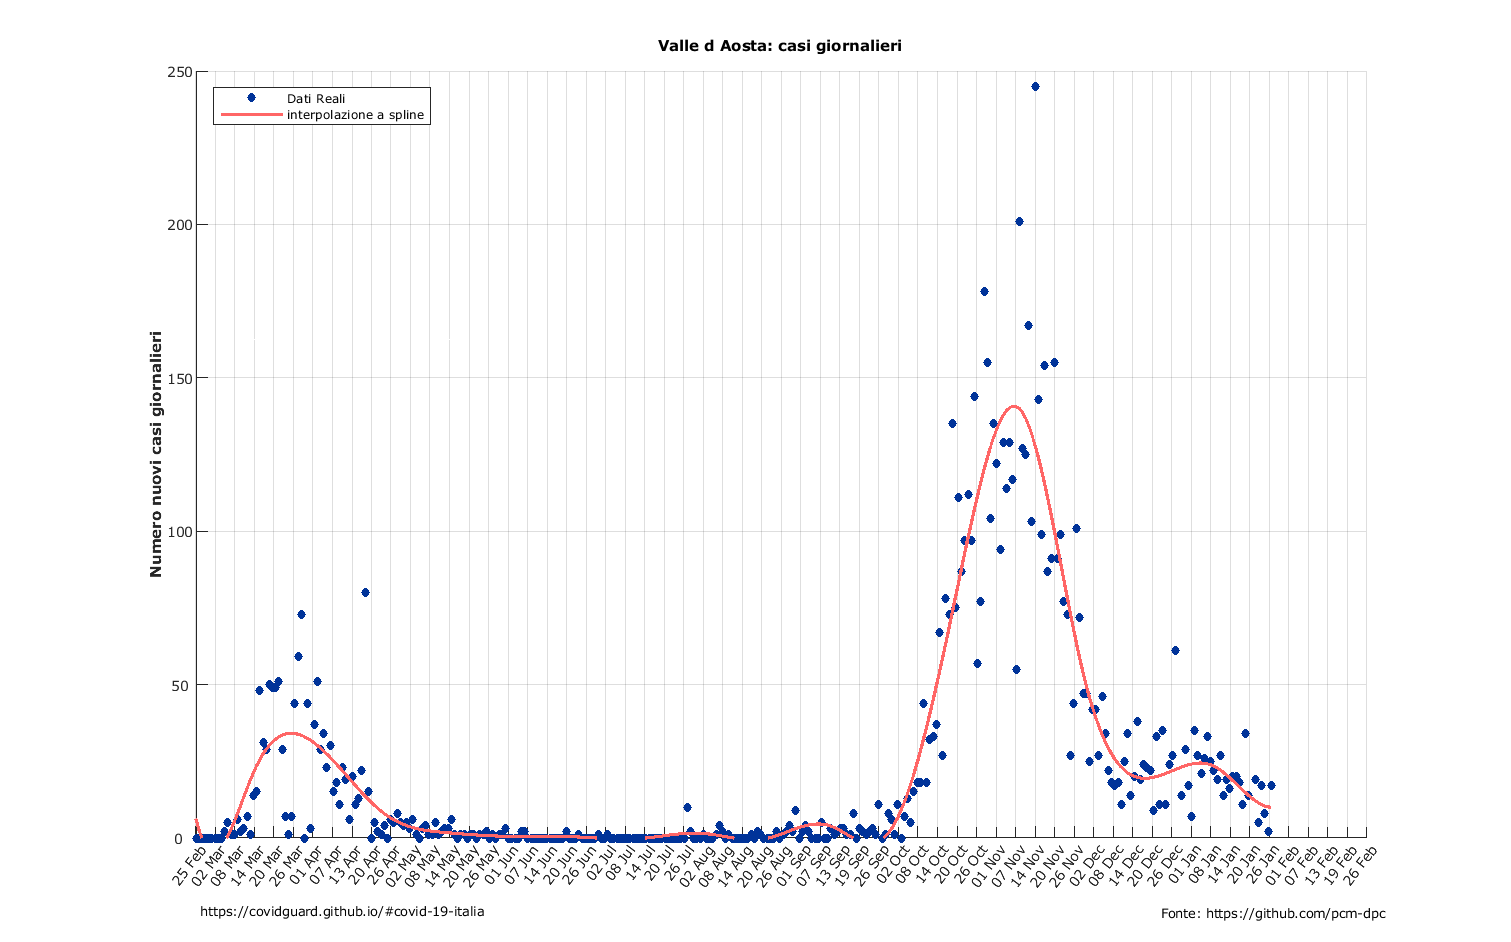 Valle d Aosta: casi giornalieri
Dati Reali
interpolazione a spline
Numero nuovi casi giornalieri
250
200
150
100
50
0
25 Feb
02 Mar
08 Mar
14 Mar
20 Mar
26 Mar
01 Apr
07 Apr
13 Apr
20 Apr
26 Apr
02 May
08 May
14 May
20 May
26 May
01 Jun
07 Jun
14 Jun
20 Jun
26 Jun
02 Jul
08 Jul
14 Jul
20 Jul
26 Jul
02 Aug
08 Aug
14 Aug
20 Aug
26 Aug
01 Sep
07 Sep
13 Sep
19 Sep
26 Sep
02 Oct
08 Oct
14 Oct
20 Oct
26 Oct
01 Nov
07 Nov
14 Nov
20 Nov
26 Nov
02 Dec
08 Dec
14 Dec
20 Dec
26 Dec
01 Jan
08 Jan
14 Jan
20 Jan
26 Jan
01 Feb
07 Feb
13 Feb
19 Feb
26 Feb
https://covidguard.github.io/#covid-19-italia
Fonte: https://github.com/pcm-dpc